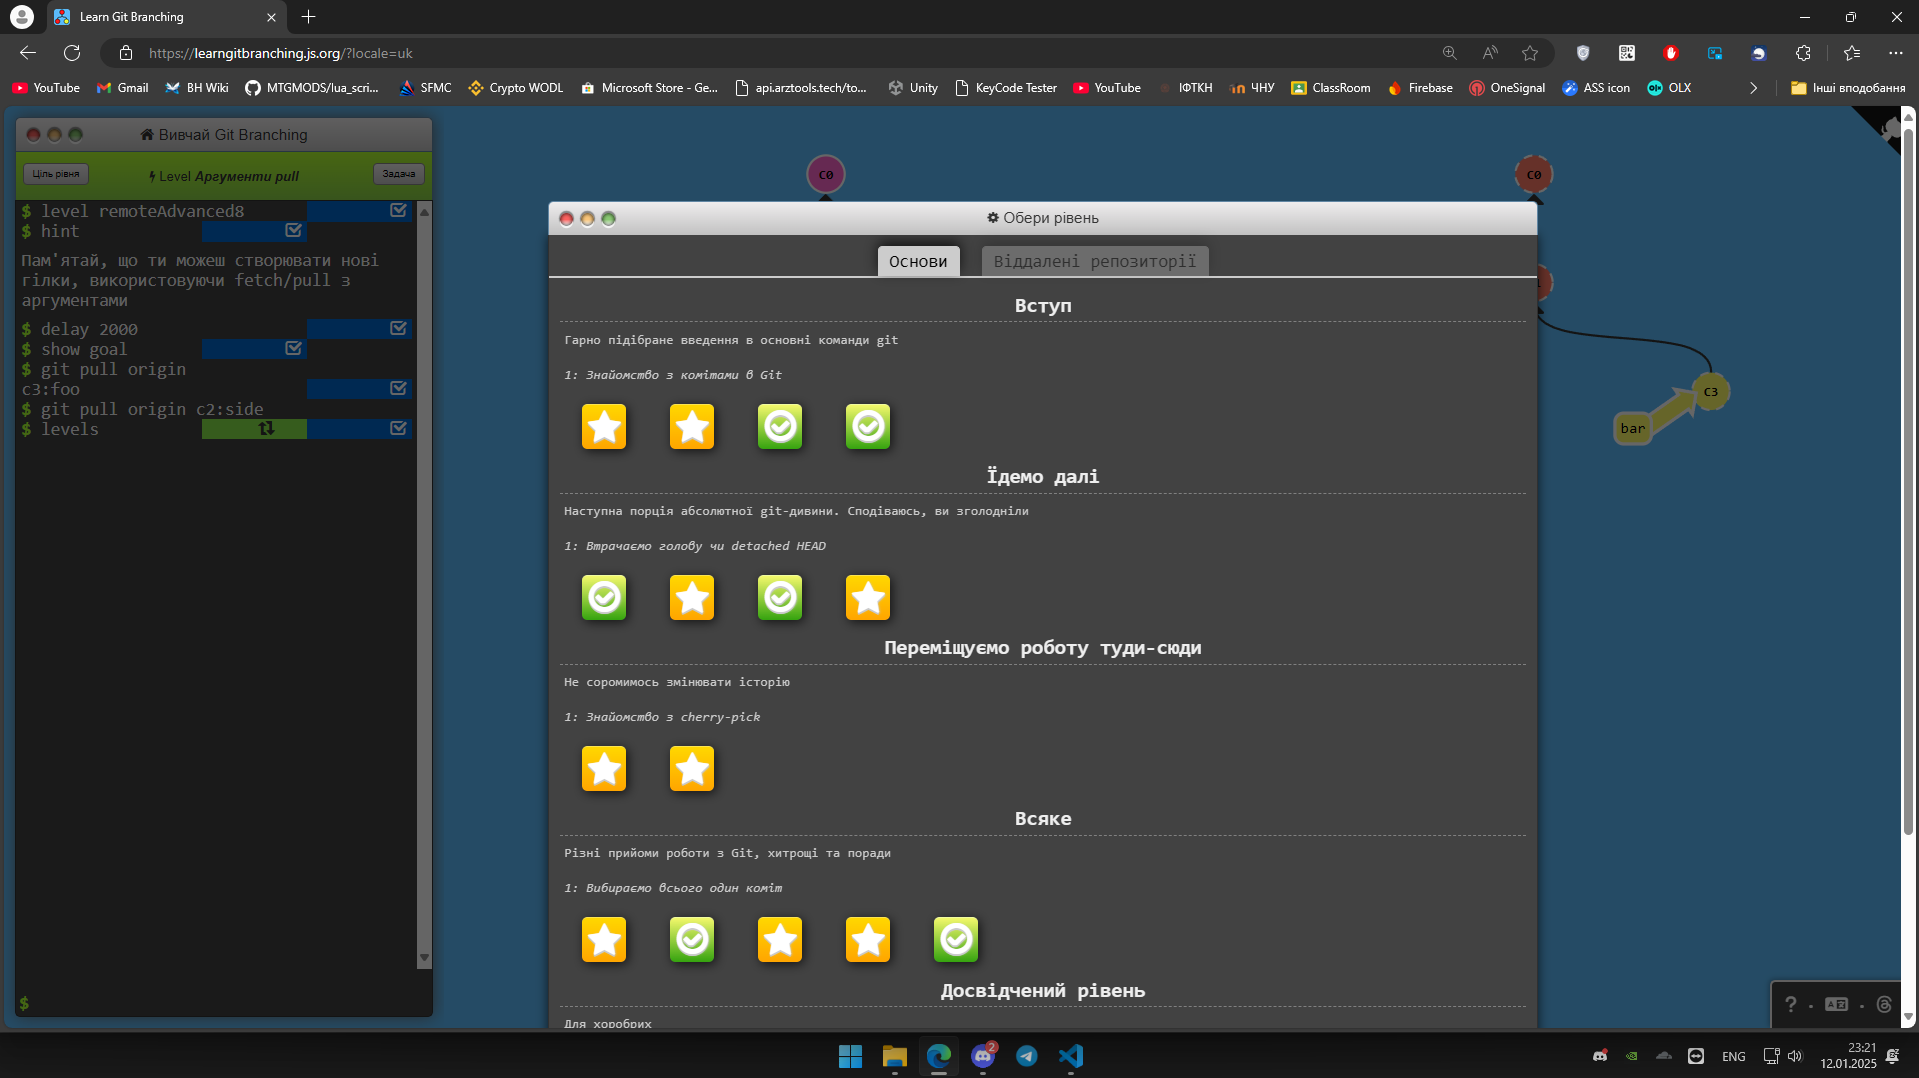 Learn Git Branching
https://learngitbranching.js.org/?locale=uk
YouTube
Gmail
BH Wiki
MTGMODS/lua_scri...
SFMC
Crypto WODL
Microsoft Store - Ge...
api.arztools.tech/to...
Unity
KeyCode Tester
YouTube
ІФТКН
ЧНУ
ClassRoom
Firebase
OneSignal
ASS icon
OLX
Інші вподобання
Вивчай Git Branching
Ціль рівня
Level Аргументи pull
Задача
$ level remoteAdvanced8
$ hint
Пам'ятай, що ти можеш створювати нові
гілки, використовуючи fetch/pull з
аргументами
$ delay 2000
$ show goal
$ git pull origin
c3:foo
$ git pull origin c2:side
$ levels
$
C0
C0
C3
bar
Обери рівень
Основи
Віддалені репозиторії
Вступ
Гарно підібране введення в основні команди git
1: Знайомство з комітами в Git
Їдемо далі
Наступна порція абсолютної git-дивини. Сподіваюсь, ви зголодніли
1: Втрачаємо голову чи detached HEAD
Переміщуємо роботу туди-сюди
Не соромимось змінювати історію
1: Знайомство з cherry-pick
Всяке
Різні прийоми роботи з Git, хитрощі та поради
1: Вибираємо всього один коміт
Досвідчений рівень
Для хоробрих
2
ENG
23:21
12.01.2025